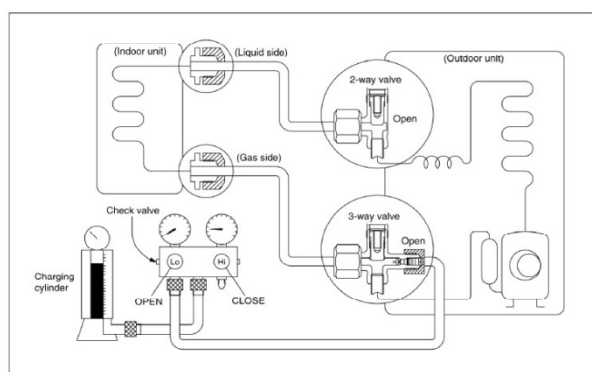 (Indoor unit)
(Liquid side)
2-way valve
(Outdoor unit)
Open
(Gas side)
Check valve
3-way valve
Open
Lo
Hi
Charging
cylinder
OPEN
CLOSE